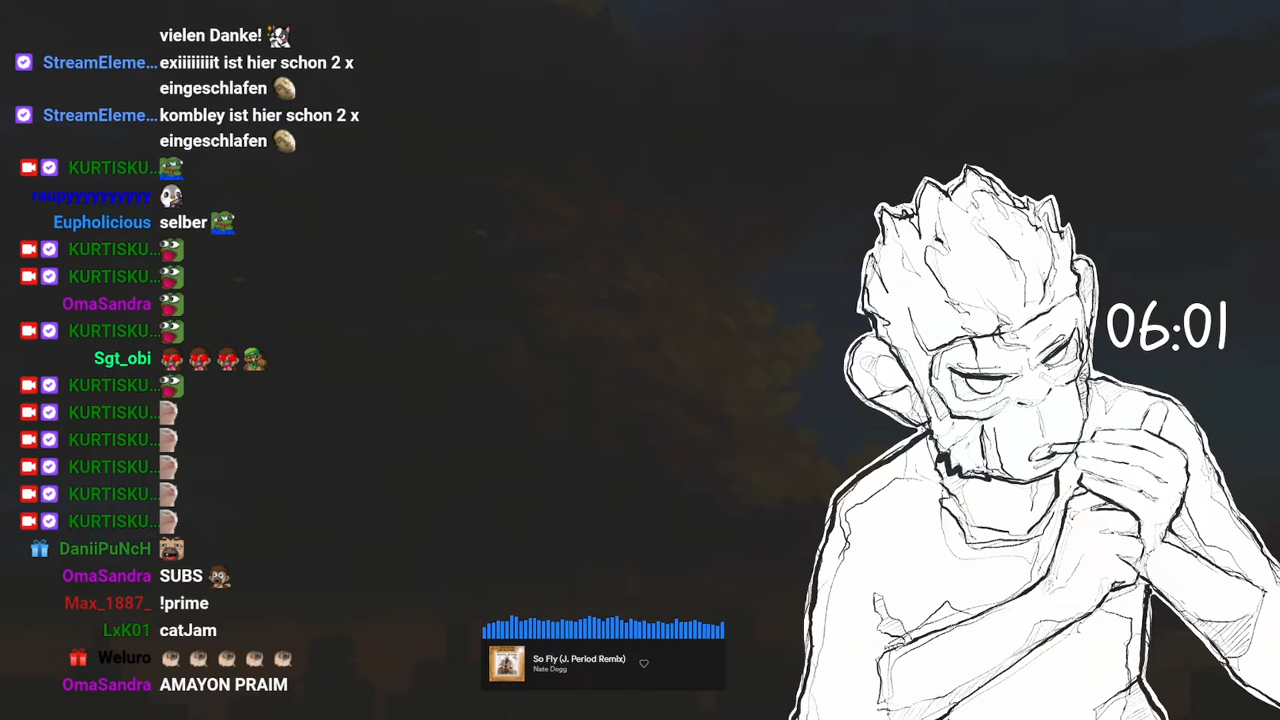 vielen Danke!
StreamEleme... exiiiiiiiit ist hier schon 2 x
eingeschlafen
StreamEleme... kombley ist hier schon 2 x
eingeschlafen
KURTISKU...
raupyyyyyyyyyy
Eupholicious selber
KURTISKU...
KURTISKU...
OmaSandra
KURTISKU...
Sgt_obi
KURTISKU...
KURTISKU...
KURTISKU...
KURTISKU...
KURTISKU...
KURTISKU...
DaniiPuNcH
OmaSandra SUBS
Max_1887_ !prime
LxK01 catJam
Weluro
OmaSandra AMAYON PRAIM
06:01
So Fly (J. Period Remix)
Nate Dogg